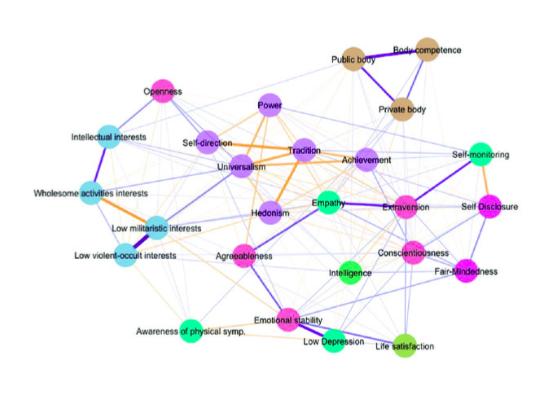 Body competence
Public body
Openness
Power
Private body
Intellectual interests
Self-direction
Tradition
Self-monitoring
Universalism
Achievement
Wholesome activities interests
Empathy
Extraversion
Self Disclosure
Hedonism
Low militaristic interests
Low violent-occult interests
Agreeableness
Conscientiousness
Intelligence
Fair-Mindedness
Emotional stability
Awareness of physical symp.
Low Depression
Life satisfaction